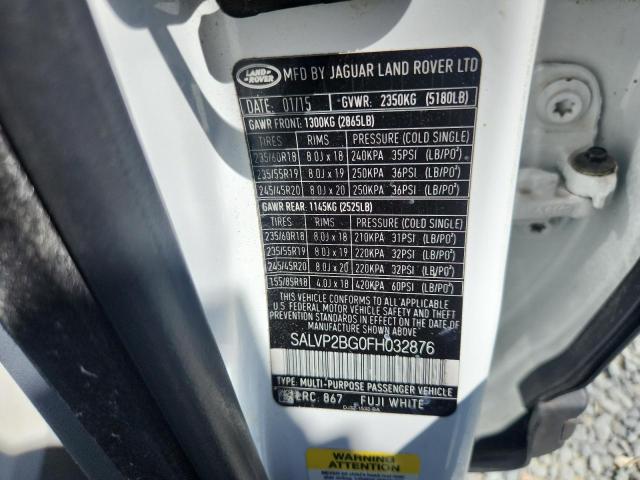 LAND ROVER
MFD BY JAGUAR LAND ROVER LTD
DATE: 01/15 GVWR: 2350KG (5180LB)
GAWR FRONT: 1300KG (2865LB)
TIRES RIMS PRESSURE (COLD SINGLE)
235/60R18 8.0J x 18 240KPA 35PSI (LB/PO²)
235/55R19 8.0J x 19 250KPA 36PSI (LB/PO²)
245/45R20 8.0J x 20 250KPA 36PSI (LB/PO²)
GAWR REAR: 1145KG (2525LB)
TIRES RIMS PRESSURE (COLD SINGLE)
235/60R18 8.0J x 18 210KPA 31PSI (LB/PO²)
235/55R19 8.0J x 19 220KPA 32PSI (LB/PO²)
245/45R20 8.0J x 20 220KPA 32PSI (LB/PO²)
155/85R18 4.0J x 18 420KPA 60PSI (LB/PO²)
THIS VEHICLE CONFORMS TO ALL APPLICABLE
U.S. FEDERAL MOTOR VEHICLE SAFETY AND THEFT
PREVENTION STANDARDS IN EFFECT ON THE DATE
OF MANUFACTURE SHOWN ABOVE.
SALVP2BG0FH032876
TYPE: MULTI-PURPOSE PASSENGER VEHICLE
LRC: 867 FUJI WHITE
WARNING
ATTENTION